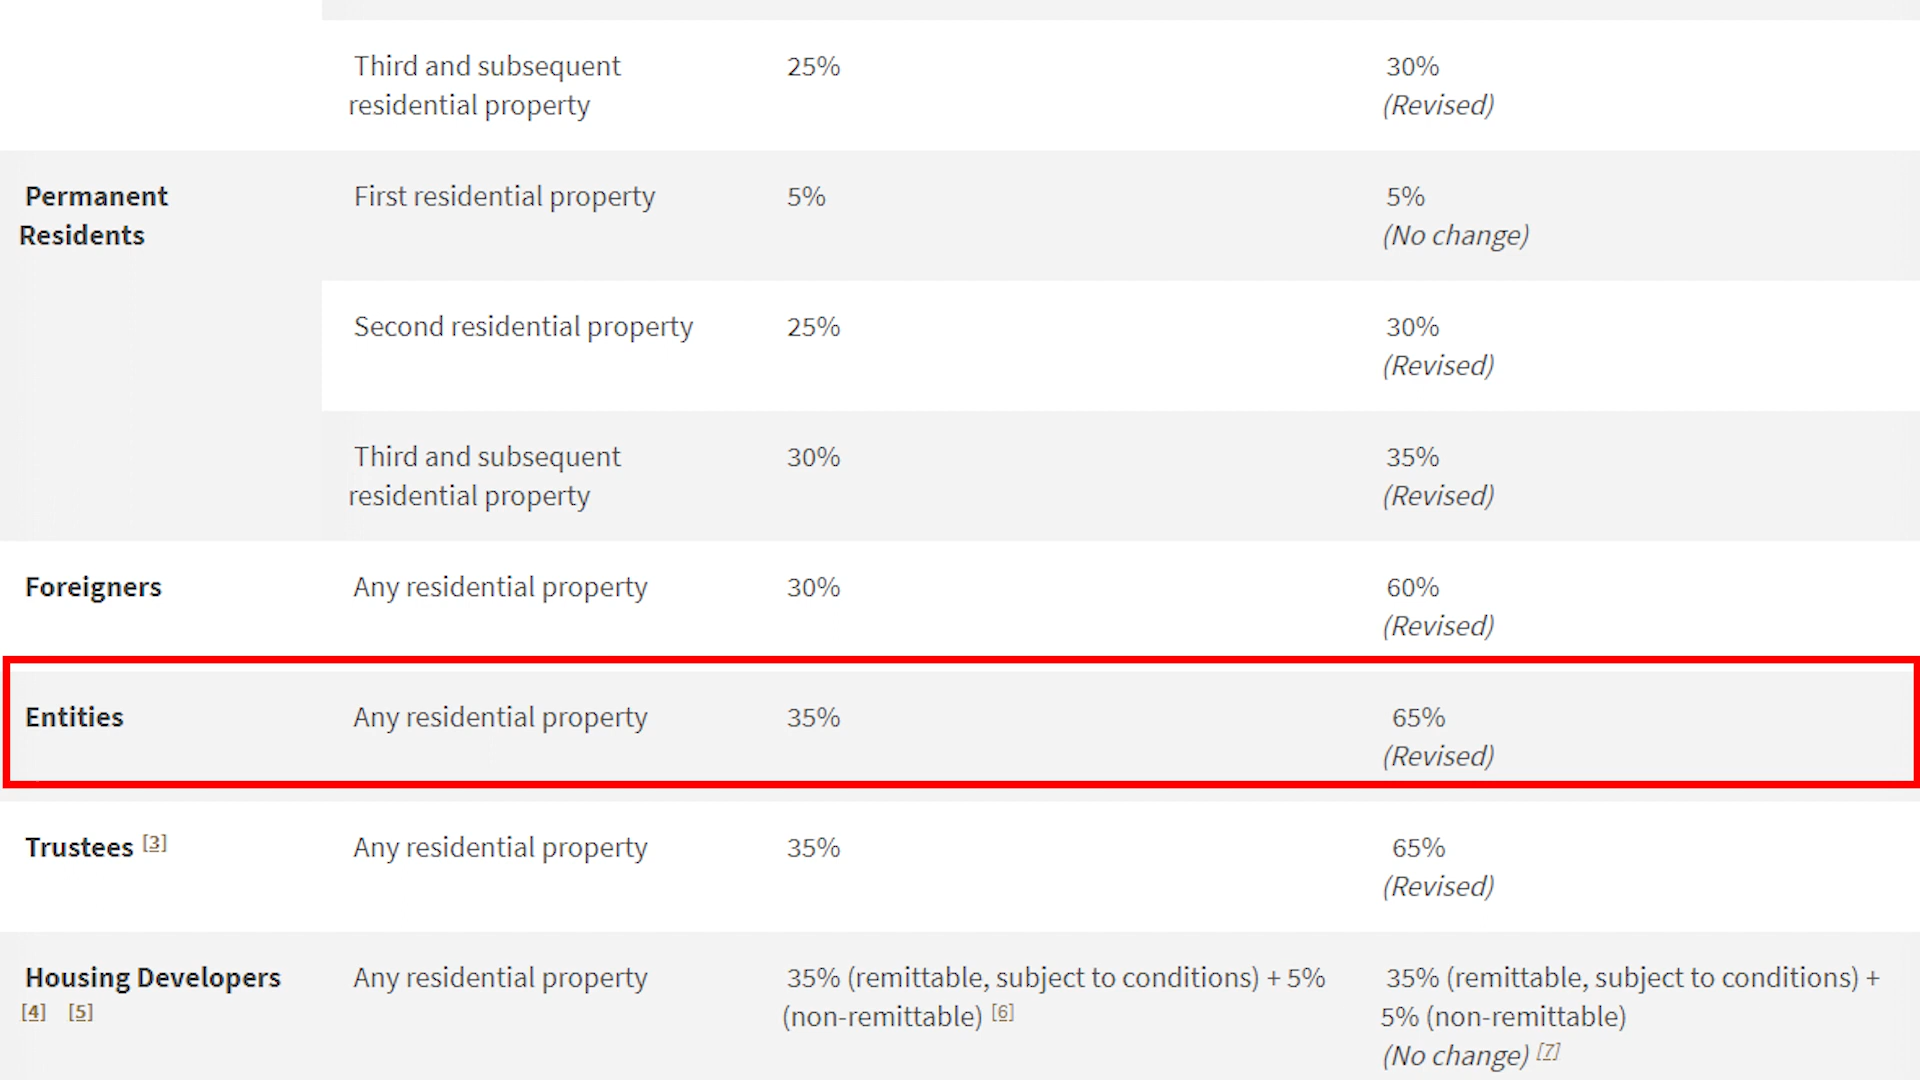 Third and subsequent 25% 30%
residential property (Revised)
Permanent First residential property 5% 5%
Residents (No change)
Second residential property 25% 30%
(Revised)
Third and subsequent 30% 35%
residential property (Revised)
Foreigners Any residential property 30% 60%
(Revised)
Entities Any residential property 35% 65%
(Revised)
Trustees [3] Any residential property 35% 65%
(Revised)
Housing Developers Any residential property 35% (remittable, subject to conditions) + 5% 35% (remittable, subject to conditions) +
[4] [5] (non-remittable) [6] 5% (non-remittable)
(No change) [7]